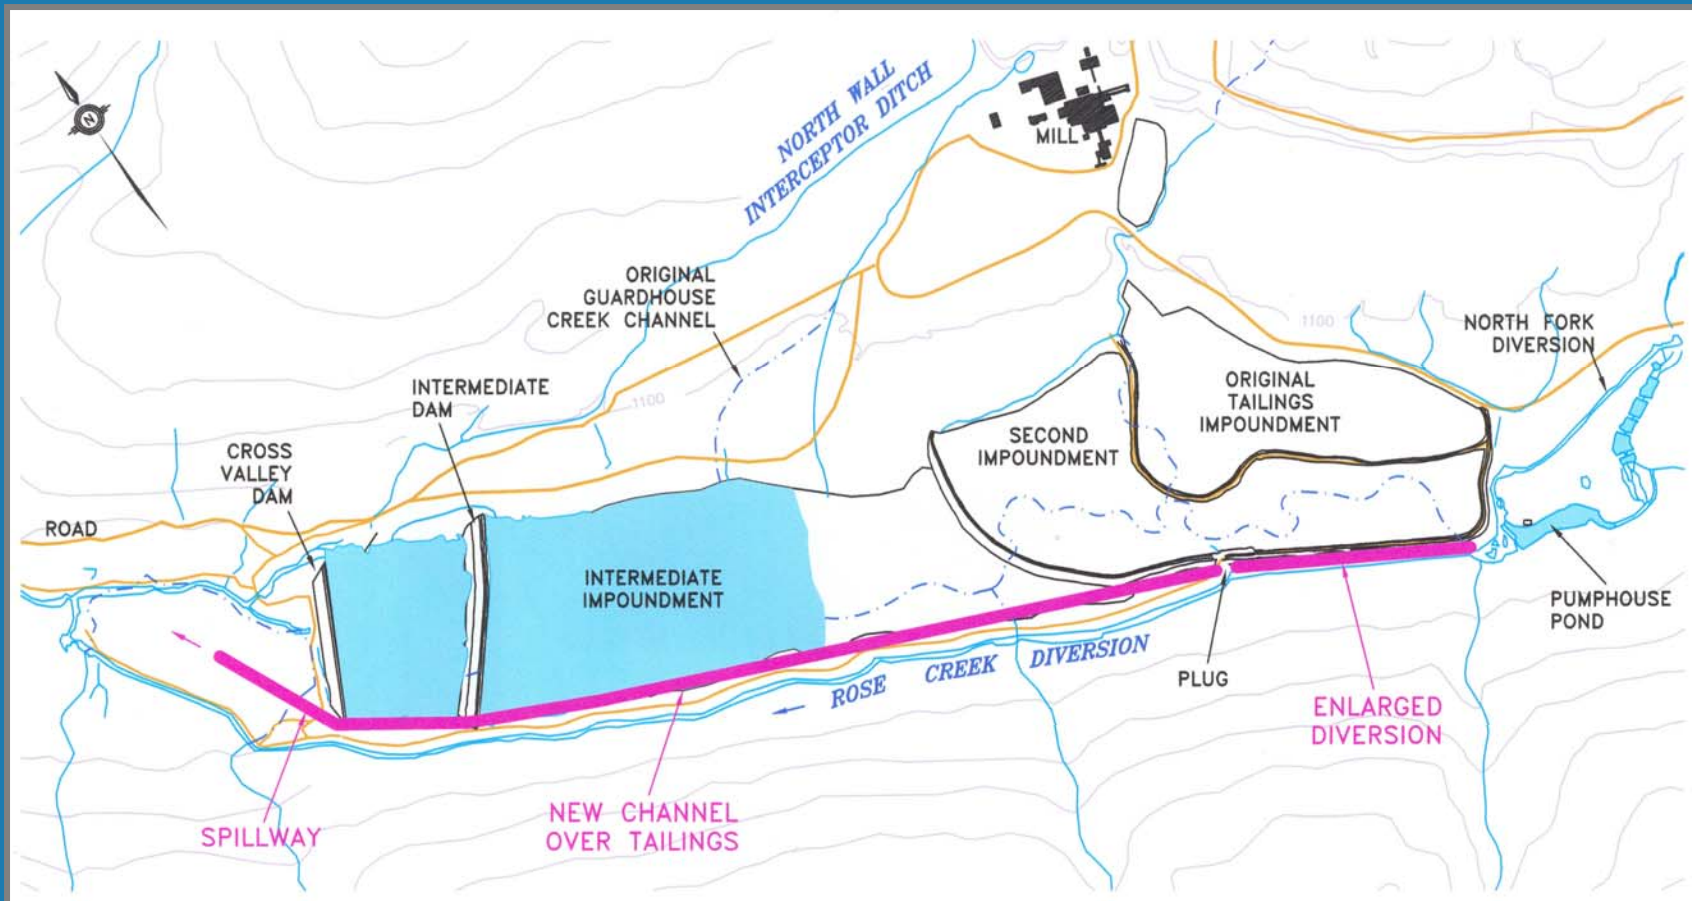 N
NORTH WALL
INTERCEPTOR DITCH
MILL
ORIGINAL
GUARDHOUSE
CREEK CHANNEL
1100
NORTH FORK
DIVERSION
INTERMEDIATE
DAM
1100
ORIGINAL
TAILINGS
IMPOUNDMENT
SECOND
IMPOUNDMENT
CROSS
VALLEY
DAM
ROAD
INTERMEDIATE
IMPOUNDMENT
PUMPHOUSE
POND
ROSE CREEK DIVERSION
PLUG
ENLARGED
DIVERSION
SPILLWAY
NEW CHANNEL
OVER TAILINGS